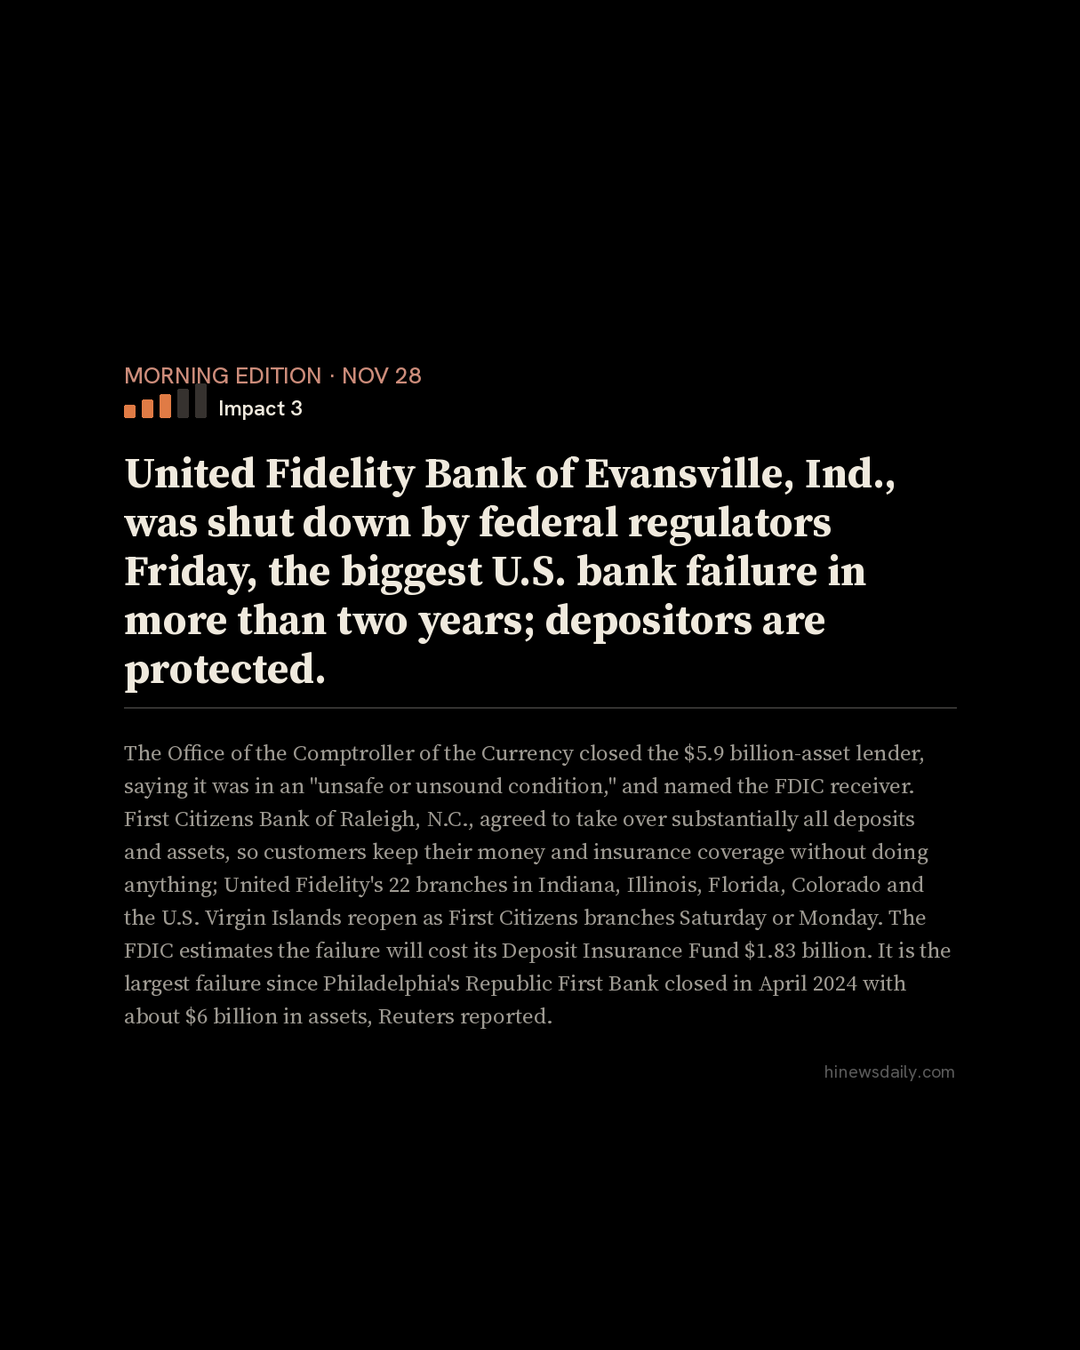 MORNING EDITION · NOV 28
Impact 3
United Fidelity Bank of Evansville, Ind.,
was shut down by federal regulators
Friday, the biggest U.S. bank failure in
more than two years; depositors are
protected.
The Office of the Comptroller of the Currency closed the $5.9 billion-asset lender,
saying it was in an "unsafe or unsound condition," and named the FDIC receiver.
First Citizens Bank of Raleigh, N.C., agreed to take over substantially all deposits
and assets, so customers keep their money and insurance coverage without doing
anything; United Fidelity's 22 branches in Indiana, Illinois, Florida, Colorado and
the U.S. Virgin Islands reopen as First Citizens branches Saturday or Monday. The
FDIC estimates the failure will cost its Deposit Insurance Fund $1.83 billion. It is the
largest failure since Philadelphia's Republic First Bank closed in April 2024 with
about $6 billion in assets, Reuters reported.
hinewsdaily.com